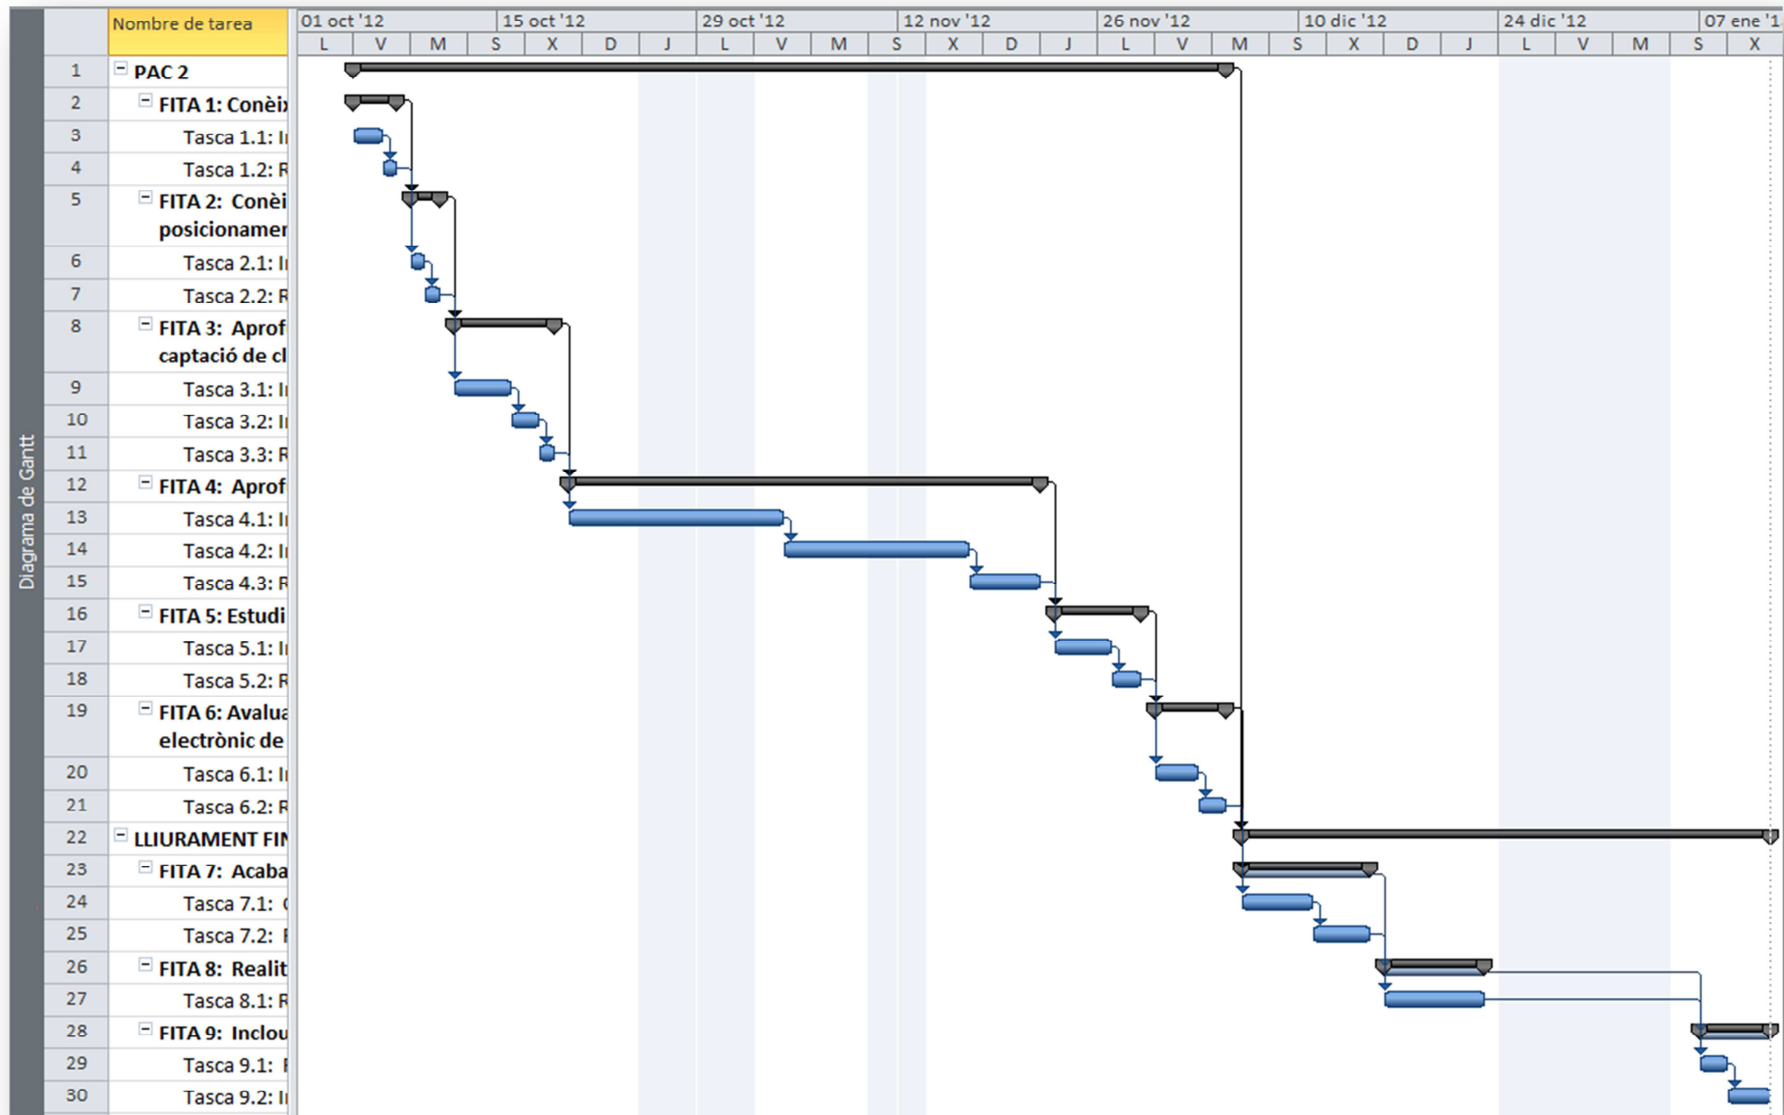 Diagrama de Gantt
Nombre de tarea
01 oct '12 15 oct '12 29 oct '12 12 nov '12 26 nov '12 10 dic '12 24 dic '12 07 ene '1
L V M S X D J L V M S X D J L V M S X D J L V M S X
1 PAC 2
2 FITA 1: Conèix
3 Tasca 1.1: I
4 Tasca 1.2: R
5 FITA 2: Conèi
posicionamer
6 Tasca 2.1: I
7 Tasca 2.2: R
8 FITA 3: Aprof
captació de cl
9 Tasca 3.1: I
10 Tasca 3.2: I
11 Tasca 3.3: R
12 FITA 4: Aprof
13 Tasca 4.1: I
14 Tasca 4.2: I
15 Tasca 4.3: R
16 FITA 5: Estudi
17 Tasca 5.1: I
18 Tasca 5.2: R
19 FITA 6: Avalua
electrònic de
20 Tasca 6.1: I
21 Tasca 6.2: R
22 LLIURAMENT FIN
23 FITA 7: Acaba
24 Tasca 7.1:
25 Tasca 7.2: F
26 FITA 8: Realit
27 Tasca 8.1: R
28 FITA 9: Inclou
29 Tasca 9.1: F
30 Tasca 9.2: I